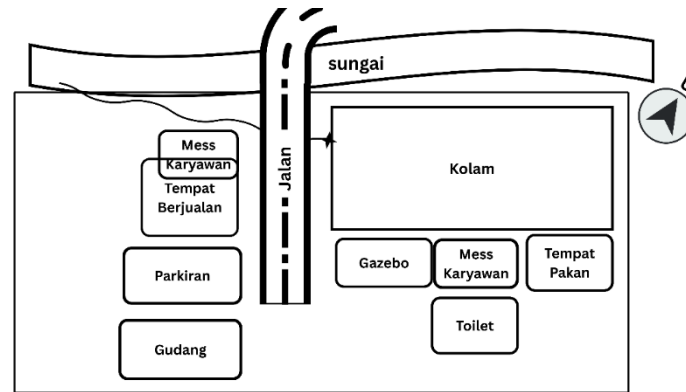 sungai
Mess
Karyawan
Tempat
Berjualan
Jalan
Kolam
Parkiran
Gazebo
Mess
Karyawan
Tempat
Pakan
Gudang
Toilet